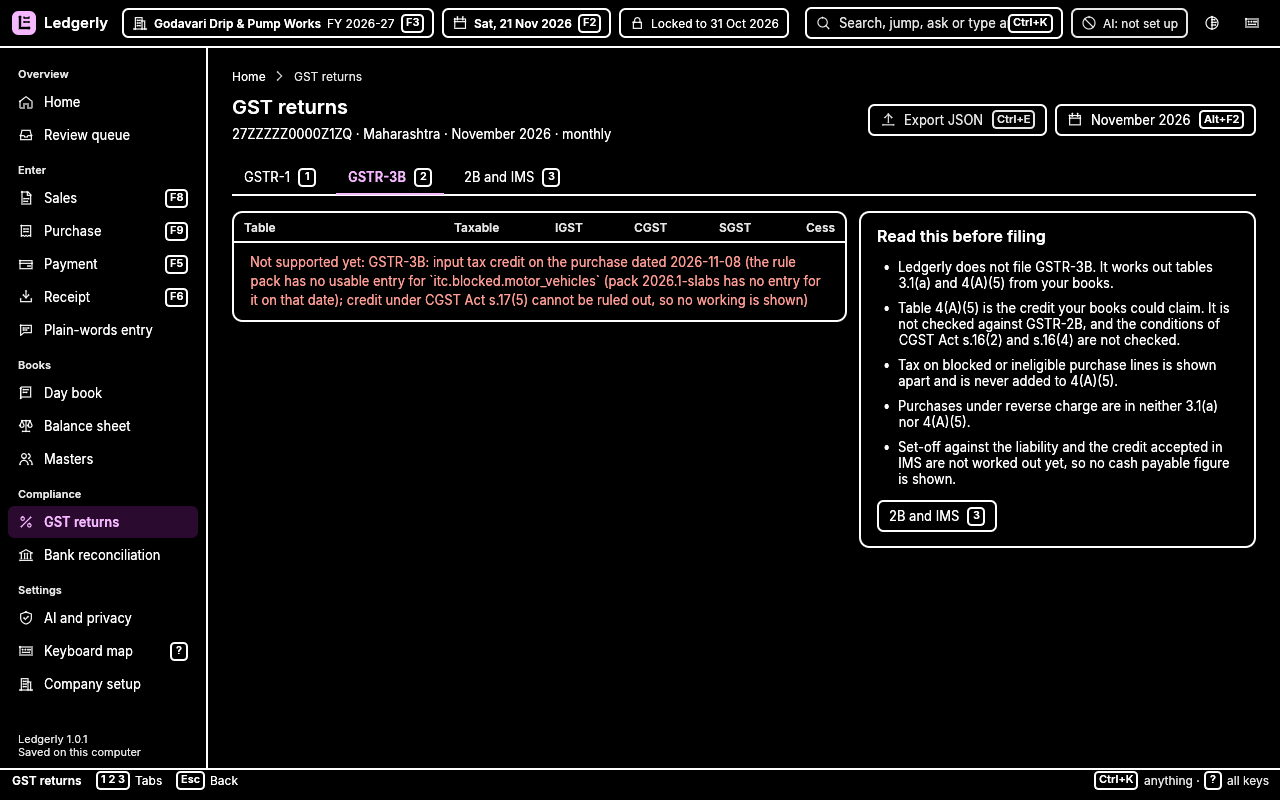 Ledgerly
Godavari Drip & Pump Works FY 2026-27 F3
Sat, 21 Nov 2026 F2
Locked to 31 Oct 2026
Search, jump, ask or type a Ctrl+K
AI: not set up
Overview
Home
Review queue
Enter
Sales F8
Purchase F9
Payment F5
Receipt F6
Plain-words entry
Books
Day book
Balance sheet
Masters
Compliance
GST returns
Bank reconciliation
Settings
AI and privacy
Keyboard map ?
Company setup
Ledgerly 1.0.1
Saved on this computer
Home GST returns
GST returns
27ZZZZZ0000Z1ZQ · Maharashtra · November 2026 · monthly
Export JSON Ctrl+E
November 2026 Alt+F2
GSTR-1 1 GSTR-3B 2 2B and IMS 3
Table Taxable IGST CGST SGST Cess
Not supported yet: GSTR-3B: input tax credit on the purchase dated 2026-11-08 (the rule
pack has no usable entry for `itc.blocked.motor_vehicles` (pack 2026.1-slabs has no entry for
it on that date); credit under CGST Act s.17(5) cannot be ruled out, so no working is shown)
Read this before filing
• Ledgerly does not file GSTR-3B. It works out tables
3.1(a) and 4(A)(5) from your books.
• Table 4(A)(5) is the credit your books could claim. It is
not checked against GSTR-2B, and the conditions of
CGST Act s.16(2) and s.16(4) are not checked.
• Tax on blocked or ineligible purchase lines is shown
apart and is never added to 4(A)(5).
• Purchases under reverse charge are in neither 3.1(a)
nor 4(A)(5).
• Set-off against the liability and the credit accepted in
IMS are not worked out yet, so no cash payable figure
is shown.
2B and IMS 3
GST returns 1 2 3 Tabs Esc Back
Ctrl+K anything · ? all keys